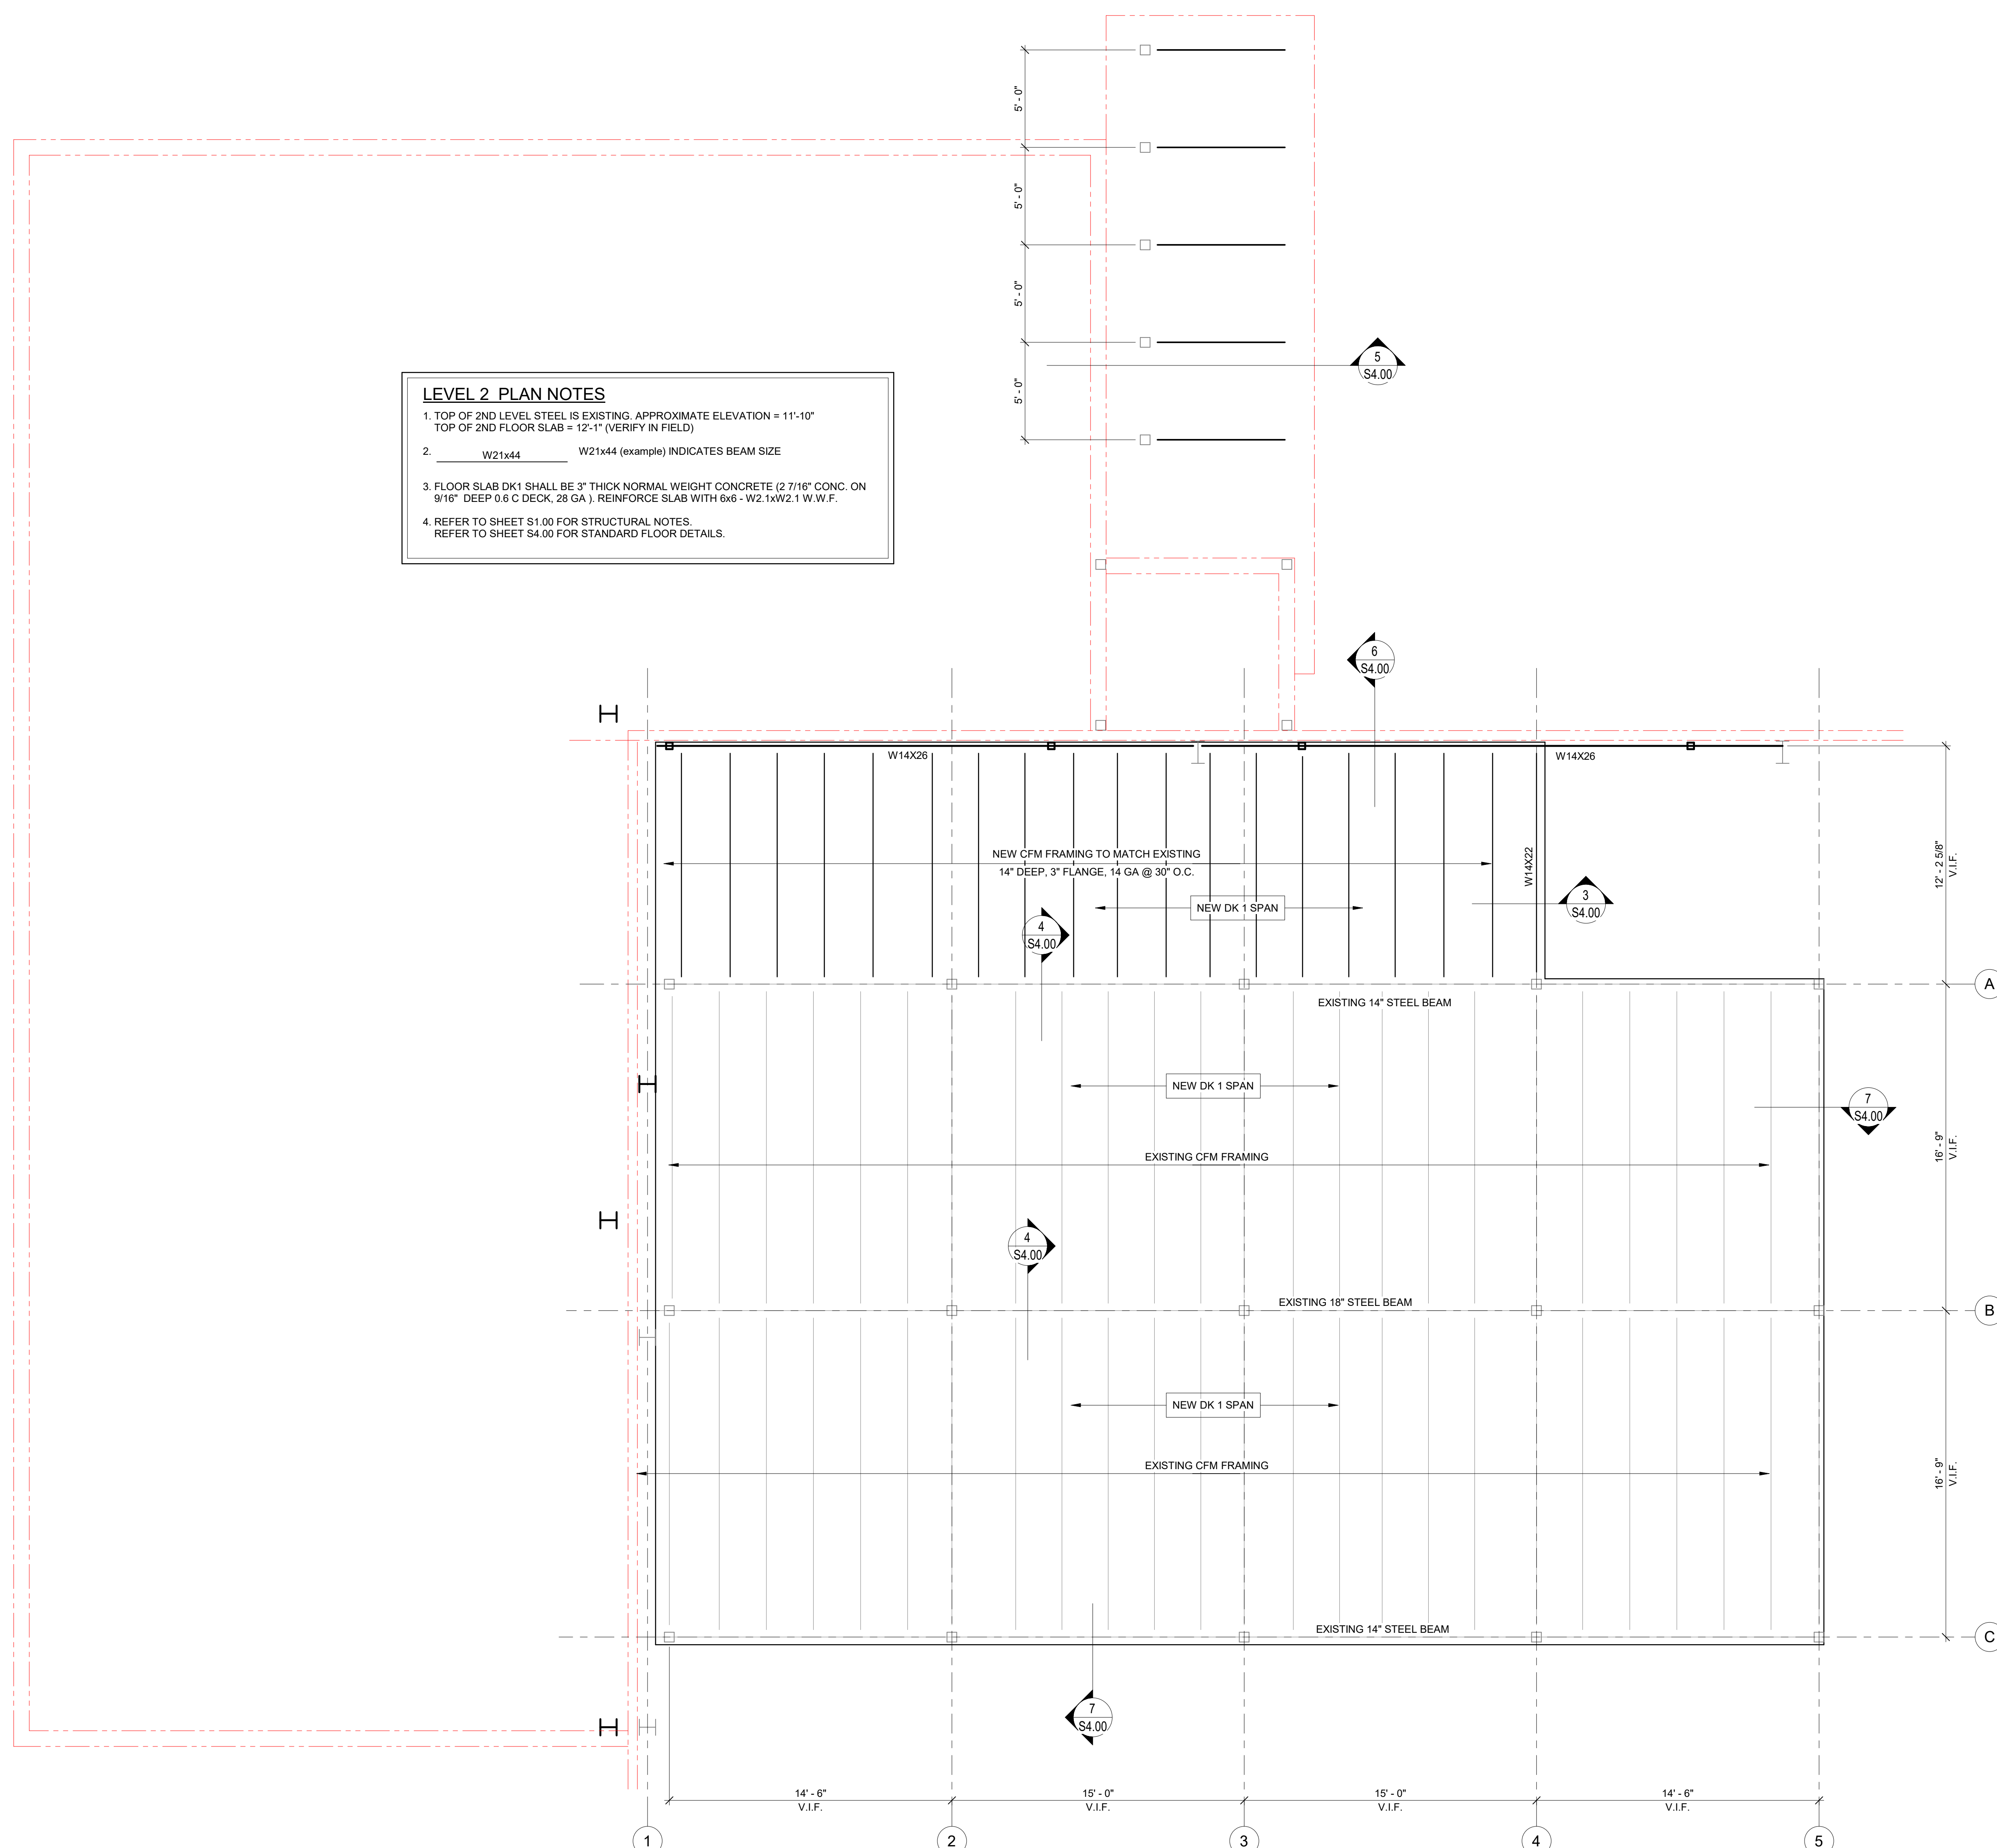 5' - 0"
5' - 0"
5' - 0"
5' - 0"
5
S4.00
LEVEL 2 PLAN NOTES
1. TOP OF 2ND LEVEL STEEL IS EXISTING. APPROXIMATE ELEVATION = 11'-10"
TOP OF 2ND FLOOR SLAB = 12'-1" (VERIFY IN FIELD)
2. W21x44 W21x44 (example) INDICATES BEAM SIZE
3. FLOOR SLAB DK1 SHALL BE 3" THICK NORMAL WEIGHT CONCRETE (2 7/16" CONC. ON
9/16" DEEP 0.6 C DECK, 28 GA ). REINFORCE SLAB WITH 6x6 - W2.1xW2.1 W.W.F.
4. REFER TO SHEET S1.00 FOR STRUCTURAL NOTES.
REFER TO SHEET S4.00 FOR STANDARD FLOOR DETAILS.
6
S4.00
W14X26
W14X26
NEW CFM FRAMING TO MATCH EXISTING
14" DEEP, 3" FLANGE, 14 GA @ 30" O.C.
W14X22
12' - 2 5/8"
V.I.F.
3
S4.00
NEW DK 1 SPAN
4
S4.00
A
EXISTING 14" STEEL BEAM
NEW DK 1 SPAN
7
S4.00
16' - 9"
V.I.F.
EXISTING CFM FRAMING
4
S4.00
EXISTING 18" STEEL BEAM
B
NEW DK 1 SPAN
EXISTING CFM FRAMING
16' - 9"
V.I.F.
EXISTING 14" STEEL BEAM
C
7
S4.00
14' - 6"
V.I.F.
15' - 0"
V.I.F.
15' - 0"
V.I.F.
14' - 6"
V.I.F.
1
2
3
4
5